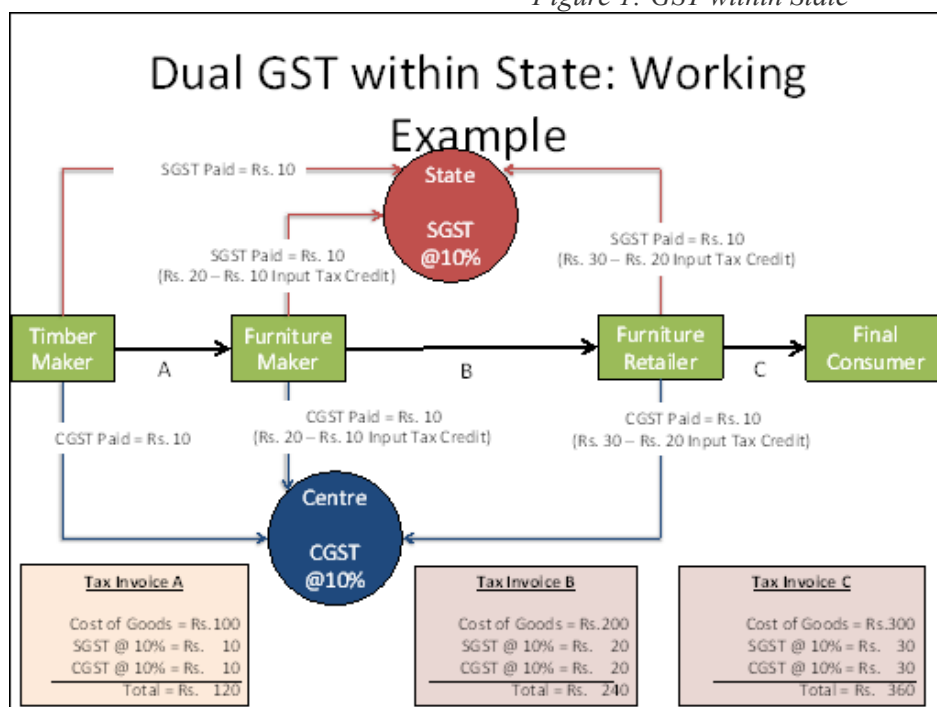 Figure 1: GST within State
Dual GST within State: Working
Example
SGST Paid = Rs. 10
State
SGST
@10%
SGST Paid = Rs. 10
(Rs. 20 – Rs. 10 Input Tax Credit)
SGST Paid = Rs. 10
(Rs. 30 – Rs. 20 Input Tax Credit)
Timber
Maker
A
Furniture
Maker
B
Furniture
Retailer
C
Final
Consumer
CGST Paid = Rs. 10
CGST Paid = Rs. 10
(Rs. 20 – Rs. 10 Input Tax Credit)
CGST Paid = Rs. 10
(Rs. 30 – Rs. 20 Input Tax Credit)
Centre
CGST
@10%
Tax Invoice A
Cost of Goods = Rs.100
SGST @ 10% = Rs. 10
CGST @ 10% = Rs. 10
Total = Rs. 120
Tax Invoice B
Cost of Goods = Rs.200
SGST @ 10% = Rs. 20
CGST @ 10% = Rs. 20
Total = Rs. 240
Tax Invoice C
Cost of Goods = Rs.300
SGST @ 10% = Rs. 30
CGST @ 10% = Rs. 30
Total = Rs. 360